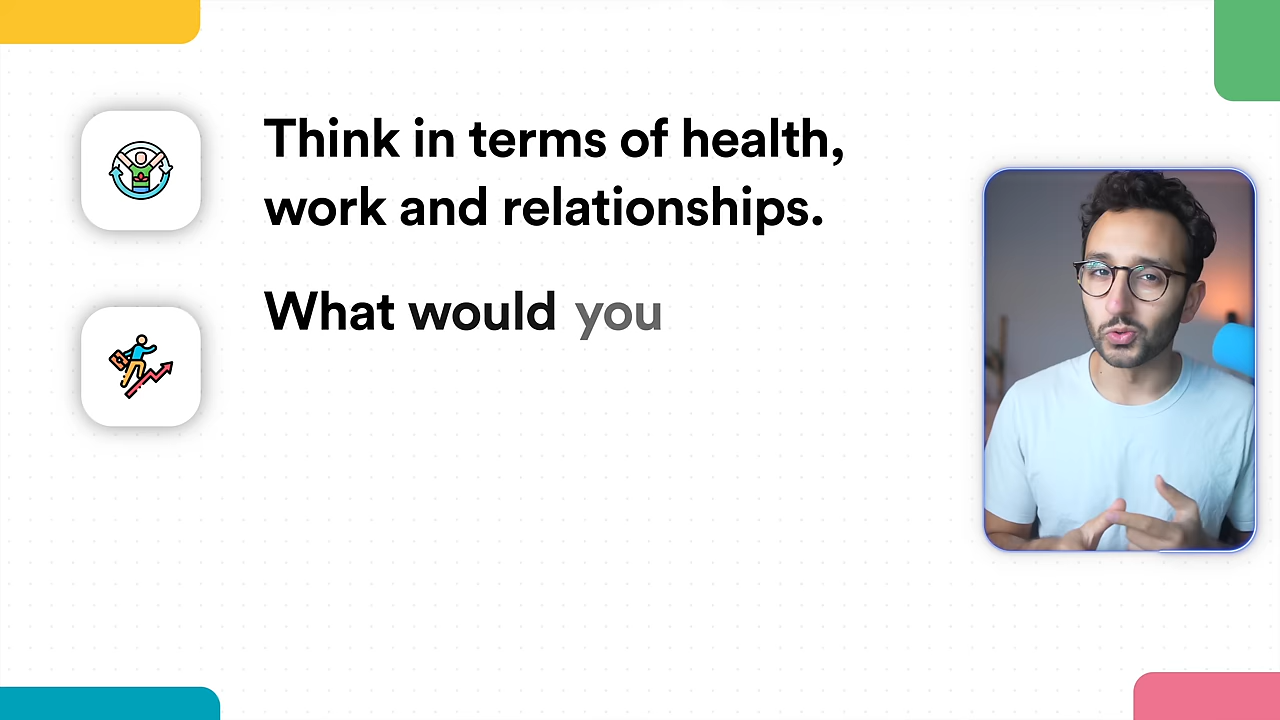 Think in terms of health,
work and relationships.
What would you